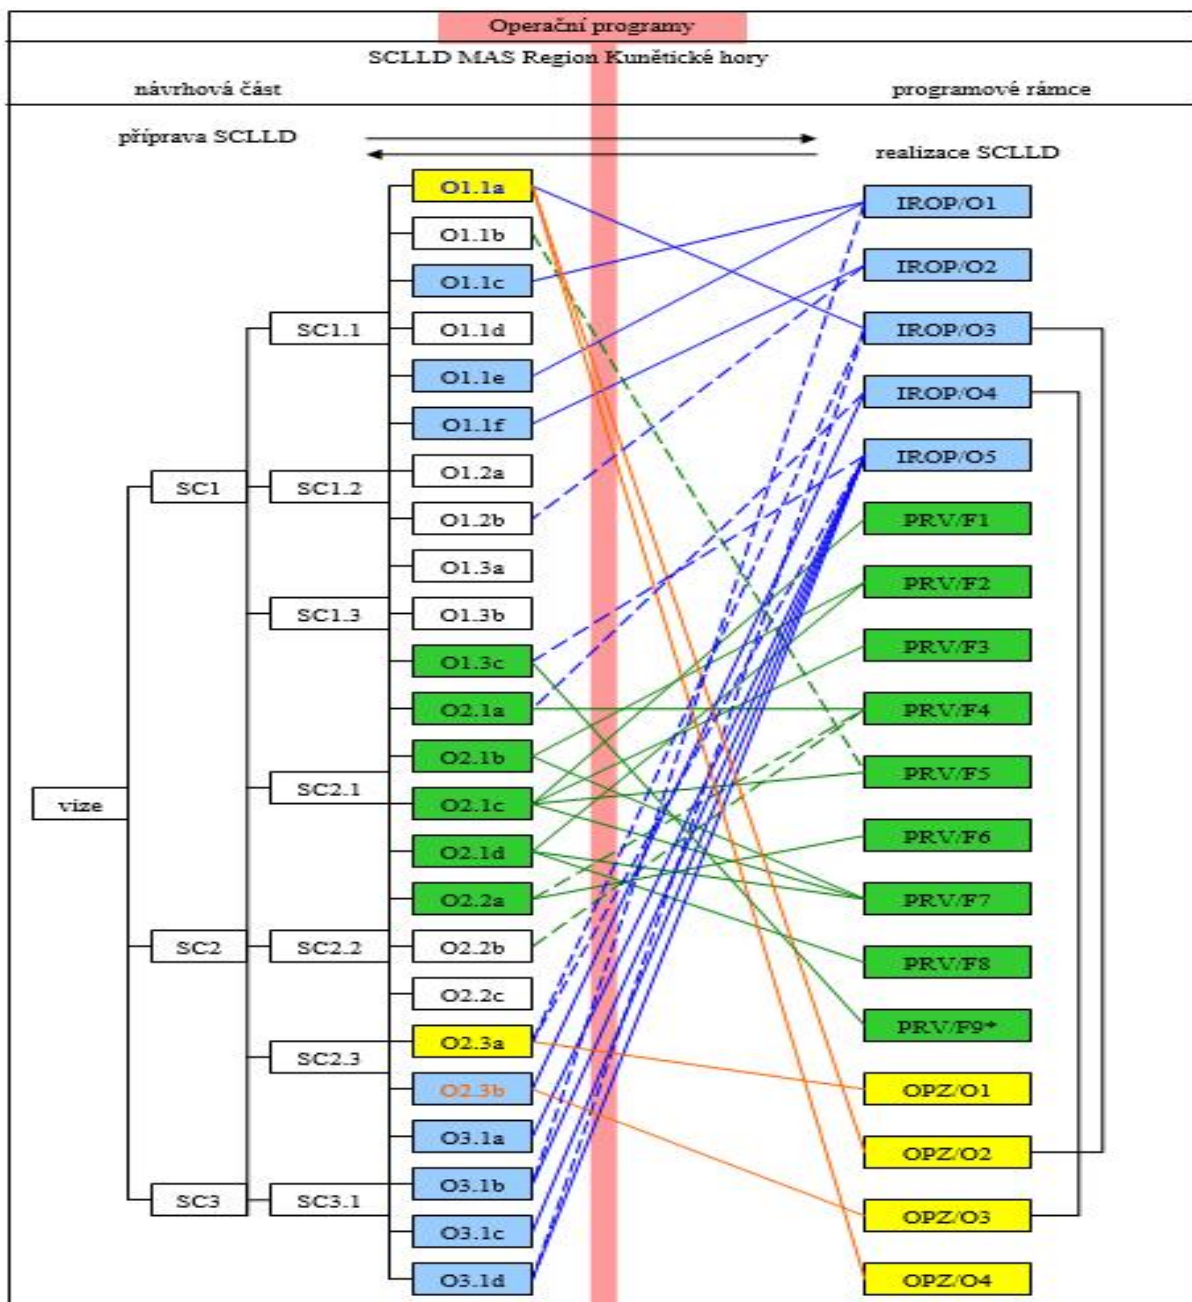 Operační programy
SCLLD MAS Region Kunětické hory
návrhová část
programové rámce
příprava SCLLD
realizace SCLLD
vize
SC1
SC2
SC3
SC1.1
SC1.2
SC1.3
SC2.1
SC2.2
SC2.3
SC3.1
O1.1a
O1.1b
O1.1c
O1.1d
O1.1e
O1.1f
O1.2a
O1.2b
O1.3a
O1.3b
O1.3c
O2.1a
O2.1b
O2.1c
O2.1d
O2.2a
O2.2b
O2.2c
O2.3a
O2.3b
O3.1a
O3.1b
O3.1c
O3.1d
IROP/O1
IROP/O2
IROP/O3
IROP/O4
IROP/O5
PRV/F1
PRV/F2
PRV/F3
PRV/F4
PRV/F5
PRV/F6
PRV/F7
PRV/F8
PRV/F9*
OPZ/O1
OPZ/O2
OPZ/O3
OPZ/O4